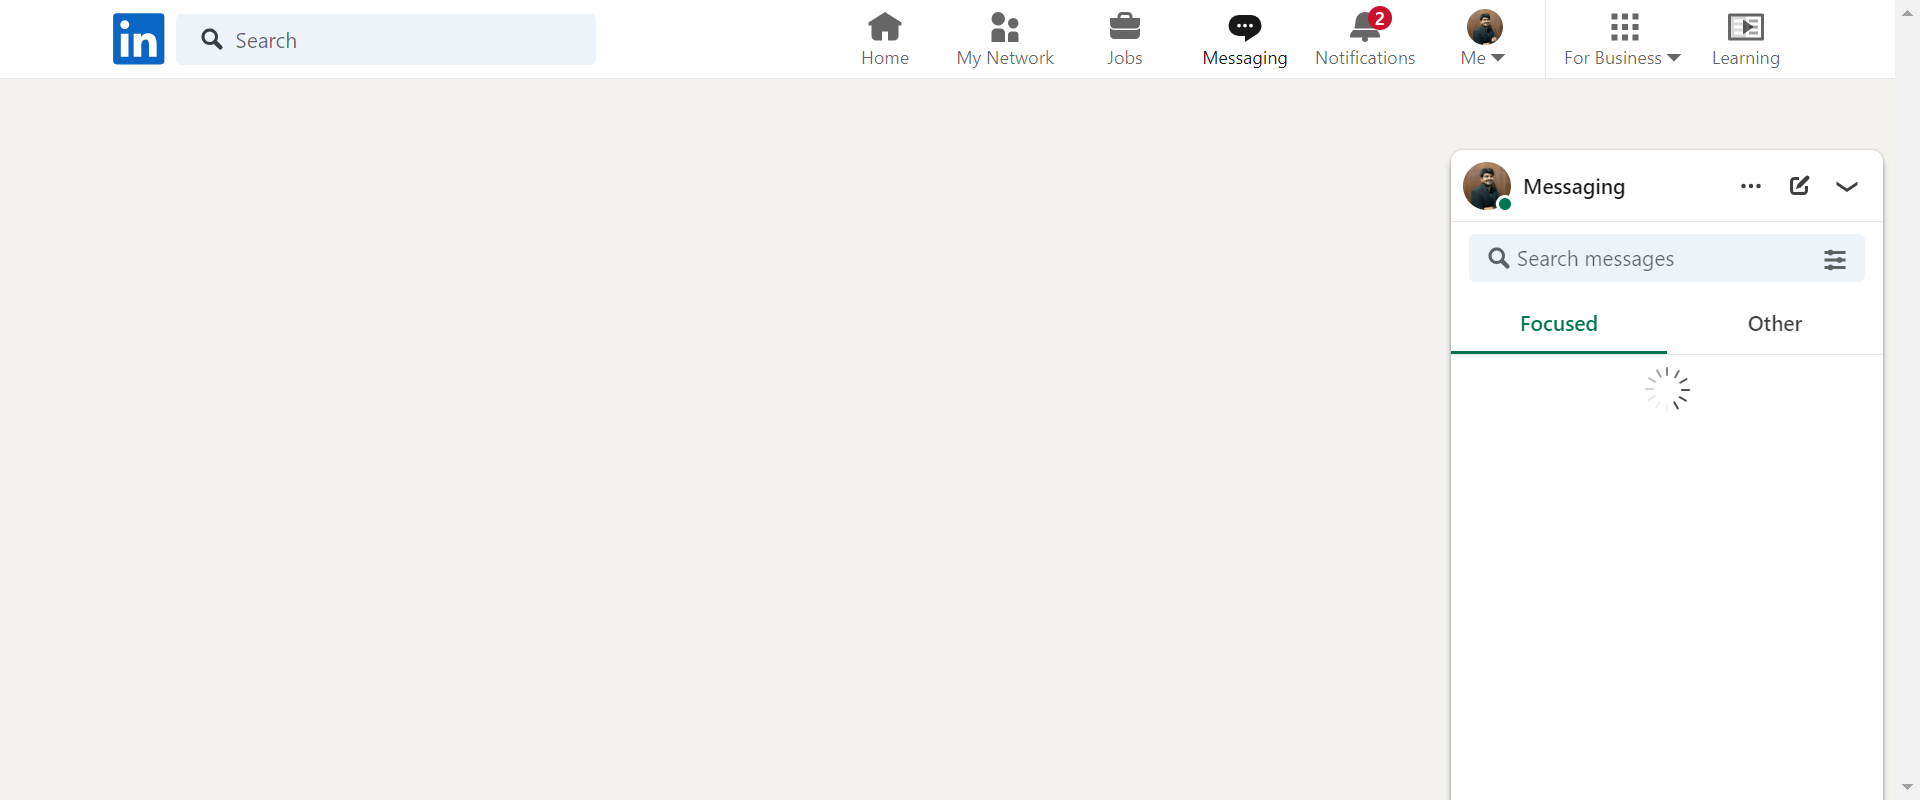 in
Search
Home
My Network
Jobs
Messaging
2
Notifications
Me
For Business
Learning
Messaging
Search messages
Focused
Other